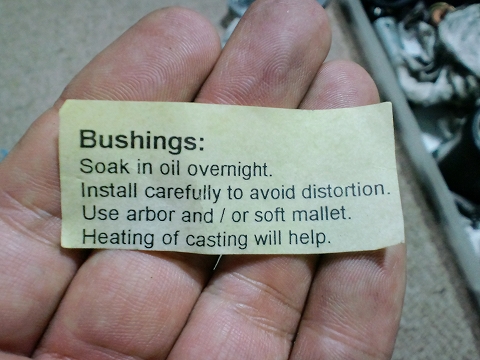 Bushings:
Soak in oil overnight.
Install carefully to avoid distortion.
Use arbor and / or soft mallet.
Heating of casting will help.